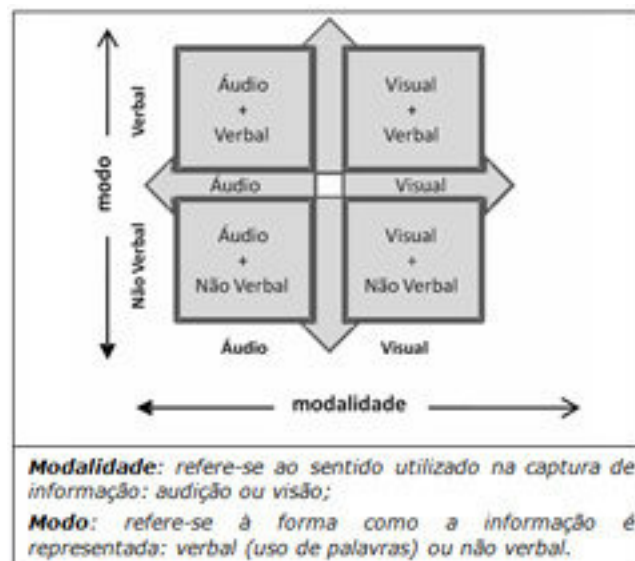 Verbal
Áudio
+
Verbal
Visual
+
Verbal
modo
Áudio
Visual
Não Verbal
Áudio
+
Não Verbal
Visual
+
Não Verbal
Áudio
Visual
modalidade
Modalidade: refere-se ao sentido utilizado na captura de
informação: audição ou visão;
Modo: refere-se à forma como a informação é
representada: verbal (uso de palavras) ou não verbal.